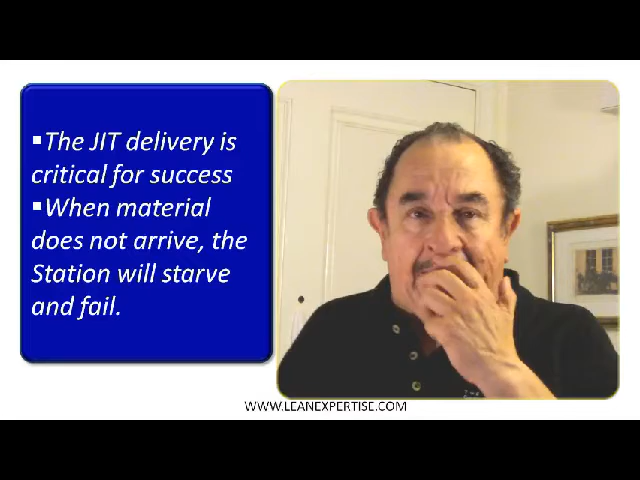 ▪The JIT delivery is
critical for success
▪When material
does not arrive, the
Station will starve
and fail.
WWW.LEANEXPERTISE.COM